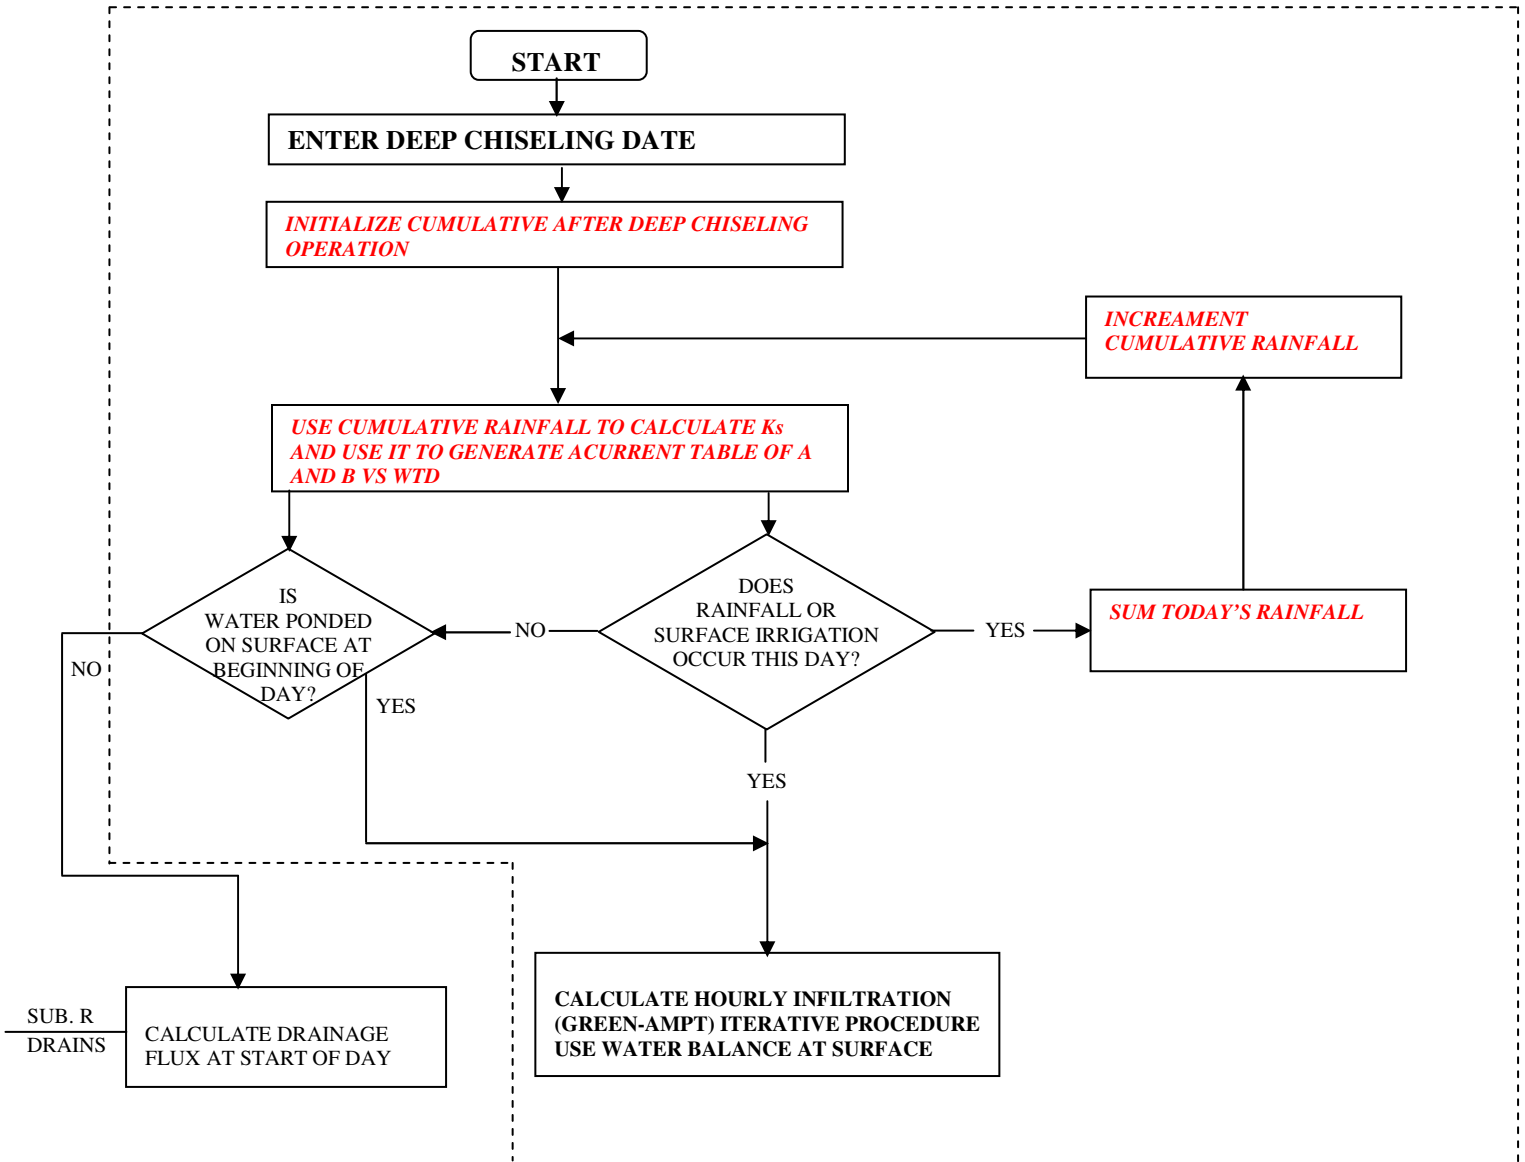 START
ENTER DEEP CHISELING DATE
INITIALIZE CUMULATIVE AFTER DEEP CHISELING
OPERATION
INCREAMENT
CUMULATIVE RAINFALL
USE CUMULATIVE RAINFALL TO CALCULATE Ks
AND USE IT TO GENERATE ACURRENT TABLE OF A
AND B VS WTD
IS
WATER PONDED
ON SURFACE AT
BEGINNING OF
DAY?
NO
DOES
RAINFALL OR
SURFACE IRRIGATION
OCCUR THIS DAY?
YES
SUM TODAY’S RAINFALL
NO
YES
YES
SUB. R
DRAINS
CALCULATE DRAINAGE
FLUX AT START OF DAY
CALCULATE HOURLY INFILTRATION
(GREEN-AMPT) ITERATIVE PROCEDURE
USE WATER BALANCE AT SURFACE